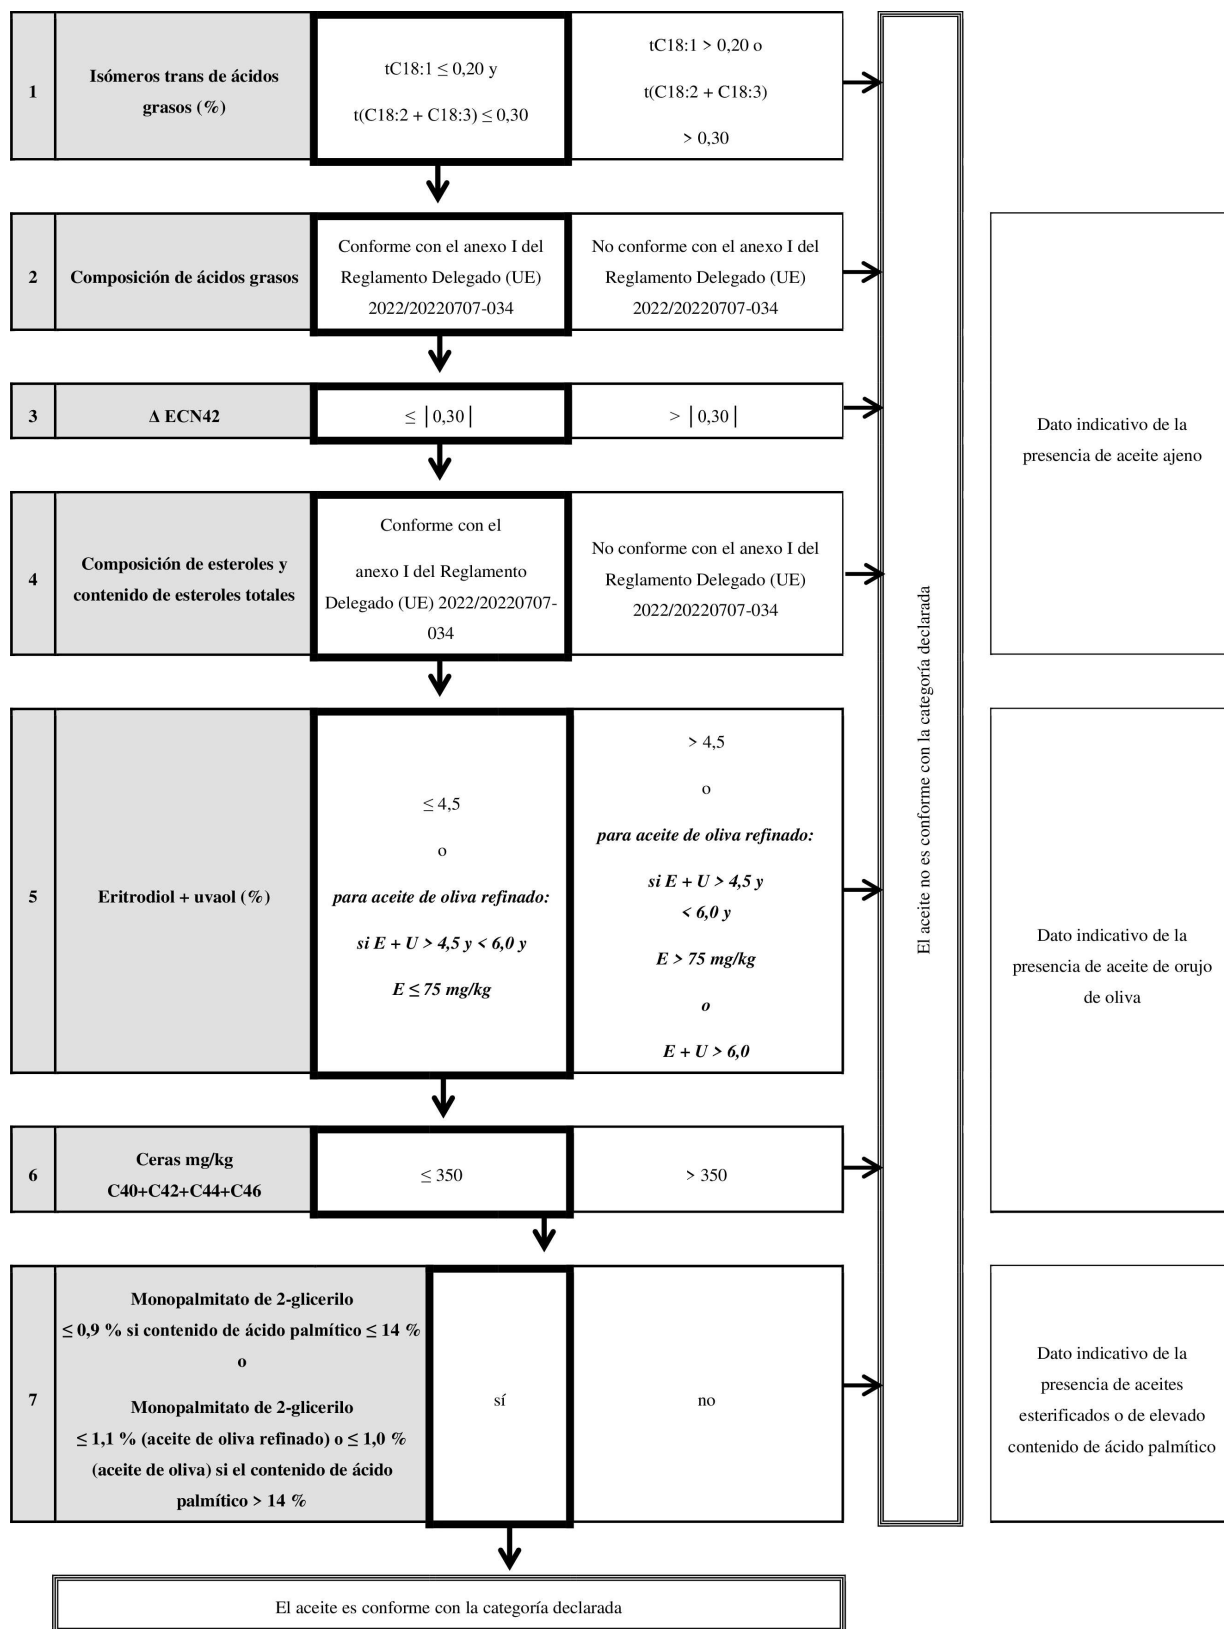 1
Isómeros trans de ácidos
grasos (%)
tC18:1 ≤ 0,20 y
t(C18:2 + C18:3) ≤ 0,30
tC18:1 > 0,20 o
t(C18:2 + C18:3)
> 0,30
2
Composición de ácidos grasos
Conforme con el anexo I del
Reglamento Delegado (UE)
2022/20220707-034
No conforme con el anexo I del
Reglamento Delegado (UE)
2022/20220707-034
3
Δ ECN42
≤ |0,30|
> |0,30|
4
Composición de esteroles y
contenido de esteroles totales
Conforme con el
anexo I del Reglamento
Delegado (UE) 2022/20220707-
034
No conforme con el anexo I del
Reglamento Delegado (UE)
2022/20220707-034
Dato indicativo de la
presencia de aceite ajeno
5
Eritrodiol + uvaol (%)
≤ 4,5
o
para aceite de oliva refinado:
si E + U > 4,5 y < 6,0 y
E ≤ 75 mg/kg
> 4,5
o
para aceite de oliva refinado:
si E + U > 4,5 y
< 6,0 y
E > 75 mg/kg
o
E + U > 6,0
6
Ceras mg/kg
C40+C42+C44+C46
≤ 350
> 350
Dato indicativo de la
presencia de aceite de orujo
de oliva
7
Monopalmitato de 2-glicerilo
≤ 0,9 % si contenido de ácido palmítico ≤ 14 %
o
Monopalmitato de 2-glicerilo
≤ 1,1 % (aceite de oliva refinado) o ≤ 1,0 %
(aceite de oliva) si el contenido de ácido
palmítico > 14 %
sí
no
Dato indicativo de la
presencia de aceites
esterificados o de elevado
contenido de ácido palmítico
El aceite no es conforme con la categoría declarada
El aceite es conforme con la categoría declarada